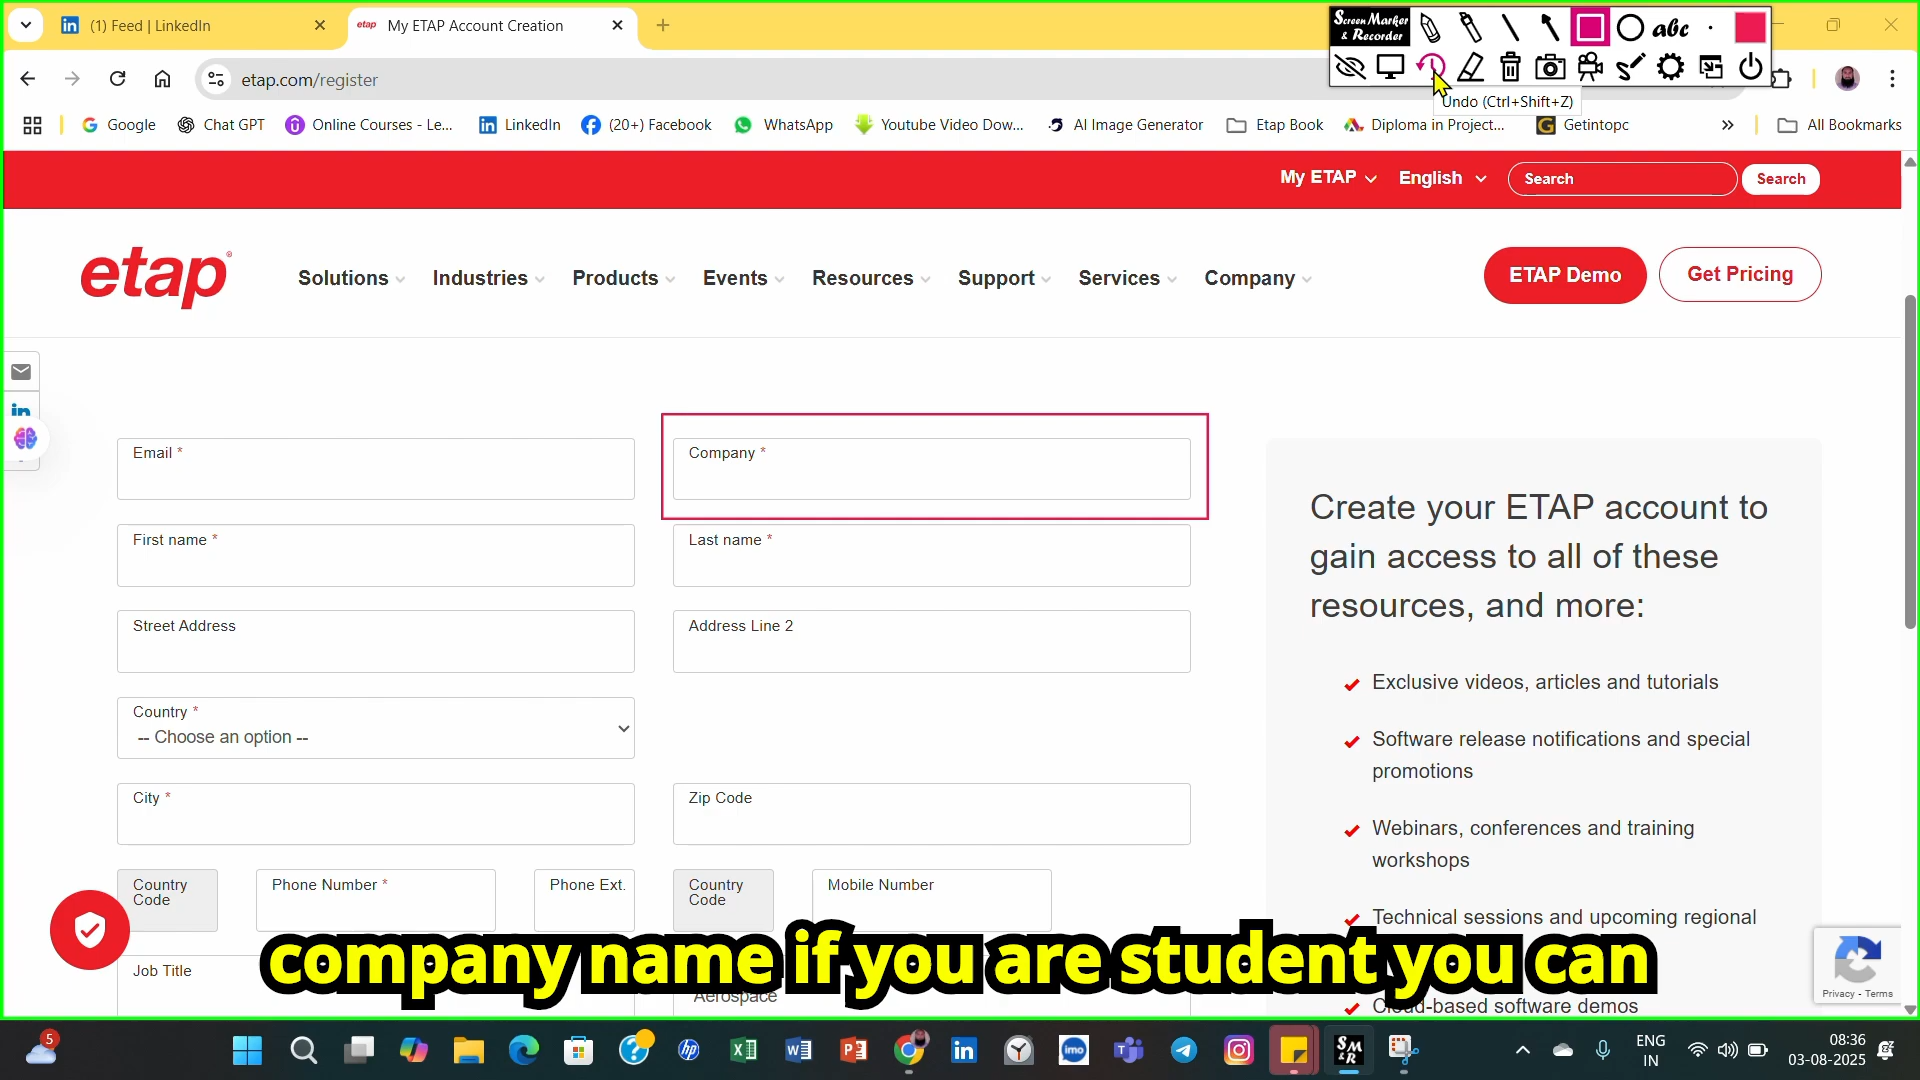 (1) Feed | LinkedIn
etap My ETAP Account Creation
Screen Marker & Recorder
abc
etap.com/register
Undo (Ctrl+Shift+Z)
Google Chat GPT Online Courses - Le... LinkedIn (20+) Facebook WhatsApp Youtube Video Dow... AI Image Generator Etap Book Diploma in Project... Getintopc » All Bookmarks
My ETAP English Search Search
etap
Solutions Industries Products Events Resources Support Services Company ETAP Demo Get Pricing
Email * Company *
First name * Last name *
Street Address Address Line 2
Country *
-- Choose an option --
City * Zip Code
Country Code Phone Number * Phone Ext. Country Code Mobile Number
Job Title
Aerospace
Create your ETAP account to
gain access to all of these
resources, and more:
Exclusive videos, articles and tutorials
Software release notifications and special
promotions
Webinars, conferences and training
workshops
Technical sessions and upcoming regional
Cloud-based software demos
Privacy - Terms
company name if you are student you can
5
hp
imo
SM
&R
ENG
IN
08:36
03-08-2025